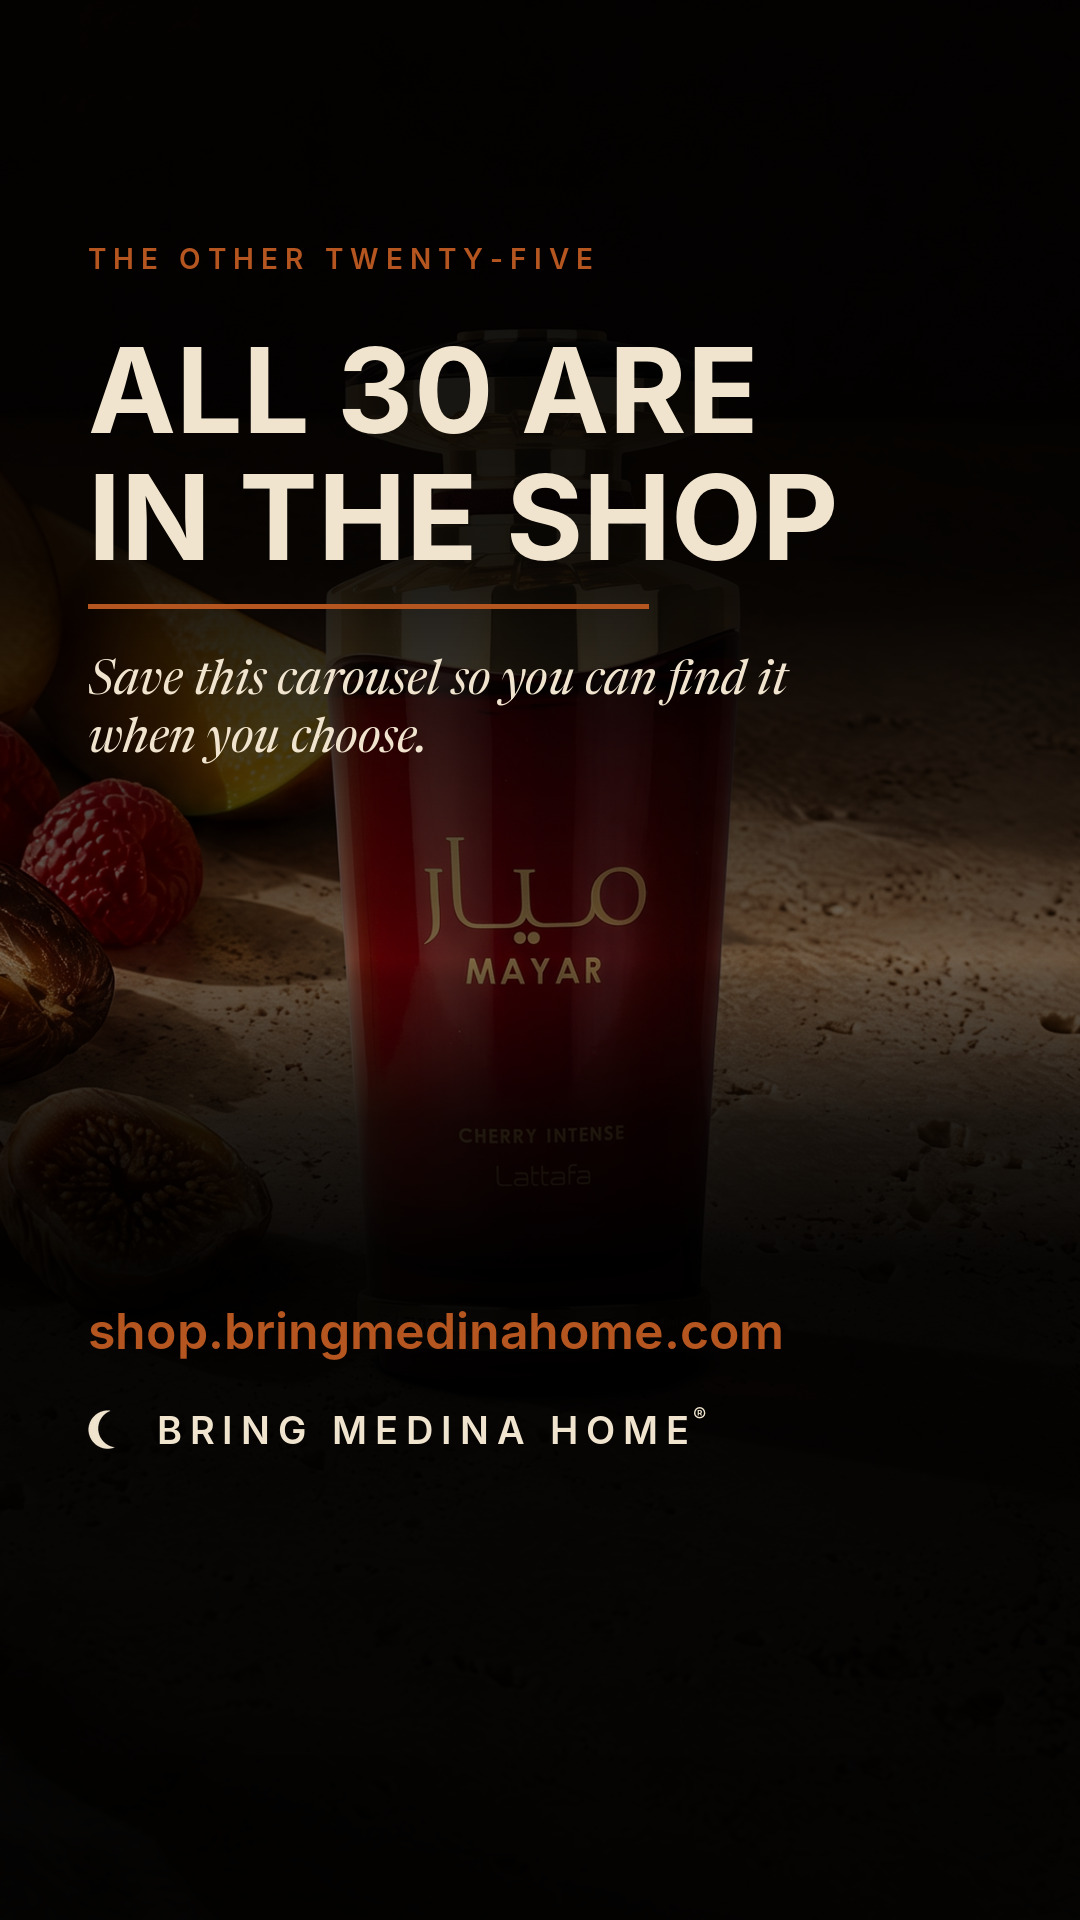 THE OTHER TWENTY-FIVE
ALL 30 ARE
IN THE SHOP
Save this carousel so you can find it
when you choose.
ميار
MAYAR
CHERRY INTENSE
Lattafa
shop.bringmedinahome.com
BRING MEDINA HOME®